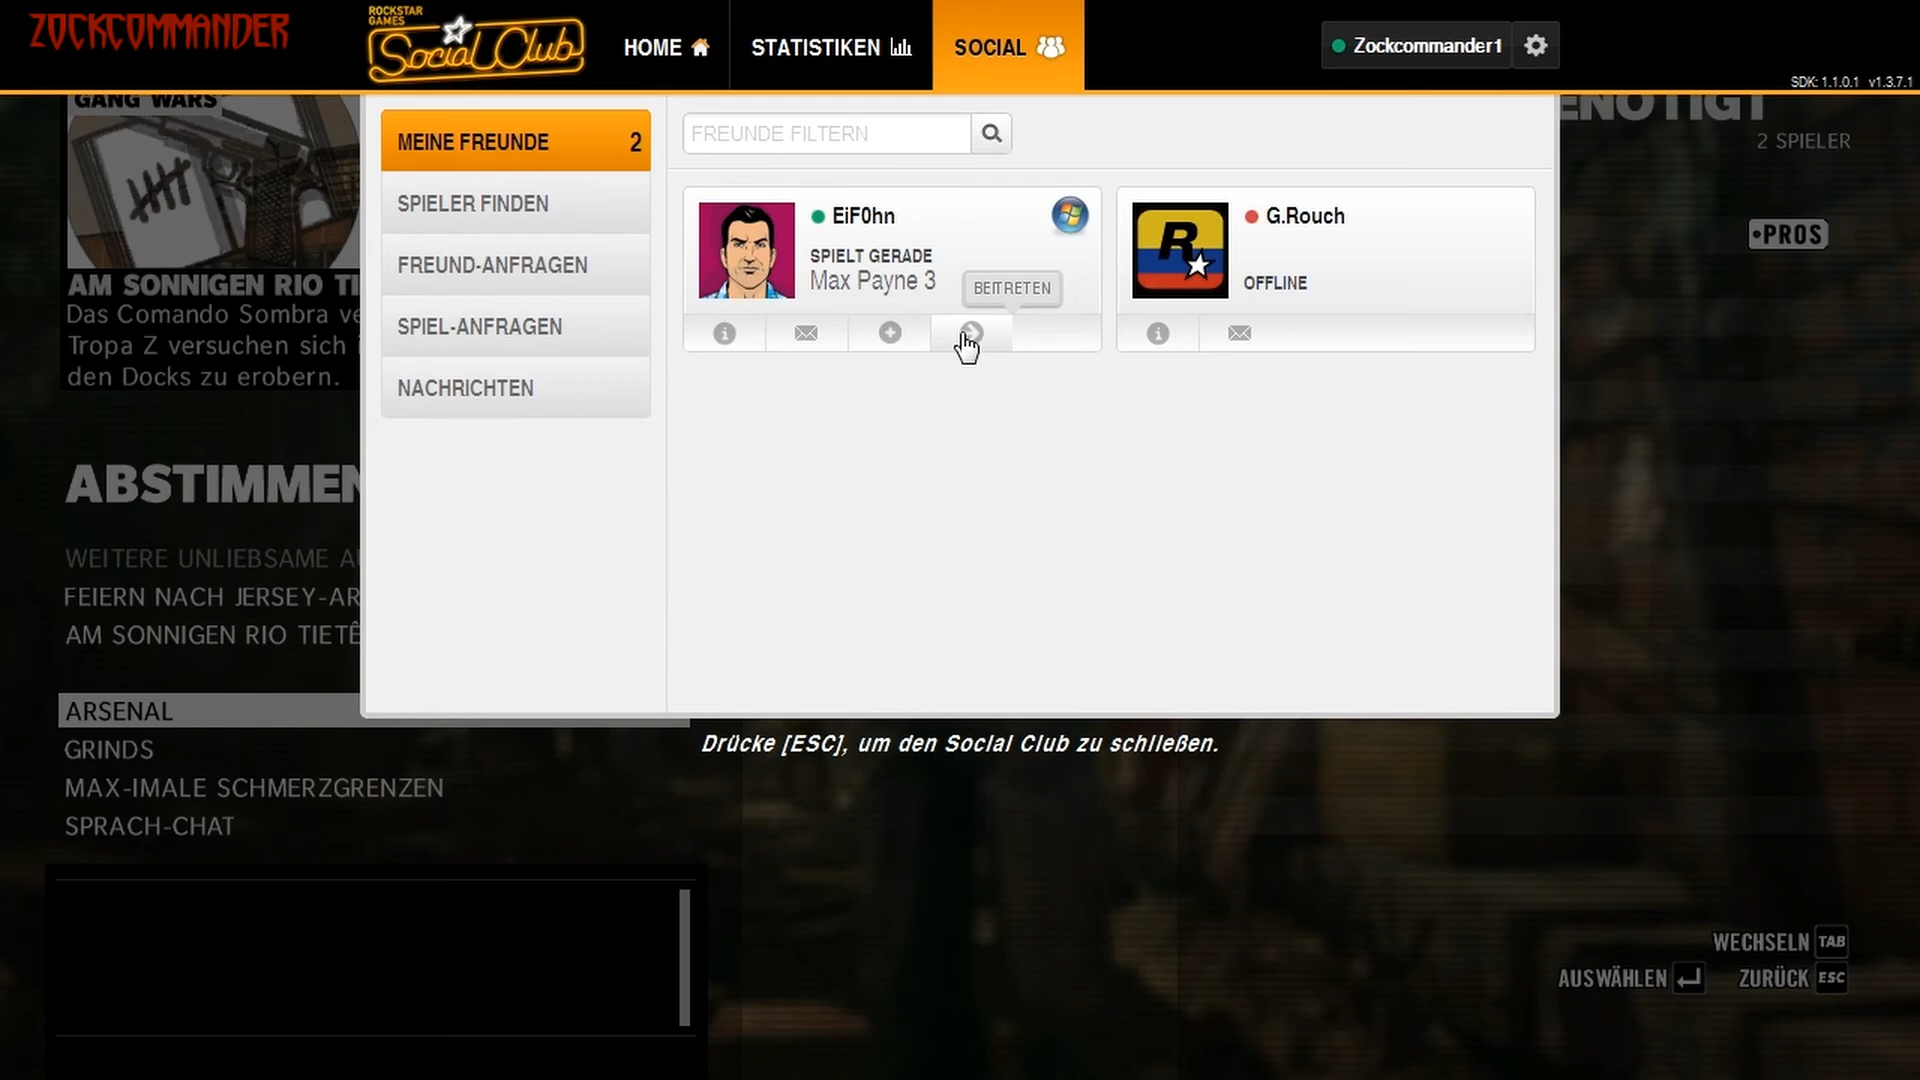 ZOCKCOMMANDER
ROCKSTAR
GAMES
Social Club
HOME
STATISTIKEN
SOCIAL
Zockcommander1
SDK: 1.1.0.1 v1.3.7.1
GANG WARS
ENÖTIGT
2 SPIELER
•PROS
AM SONNIGEN RIO TI
Das Comando Sombra ve
Tropa Z versuchen sich i
den Docks zu erobern.
MEINE FREUNDE 2
SPIELER FINDEN
FREUND-ANFRAGEN
SPIEL-ANFRAGEN
NACHRICHTEN
FREUNDE FILTERN
EiF0hn
SPIELT GERADE
Max Payne 3
BEITRETEN
R
G.Rouch
OFFLINE
ABSTIMMEN
WEITERE UNLIEBSAME AU
FEIERN NACH JERSEY-AR
AM SONNIGEN RIO TIETÊ
ARSENAL
GRINDS
MAX-IMALE SCHMERZGRENZEN
SPRACH-CHAT
Drücke [ESC], um den Social Club zu schließen.
WECHSELN TAB
AUSWÄHLEN ZURÜCK ESC